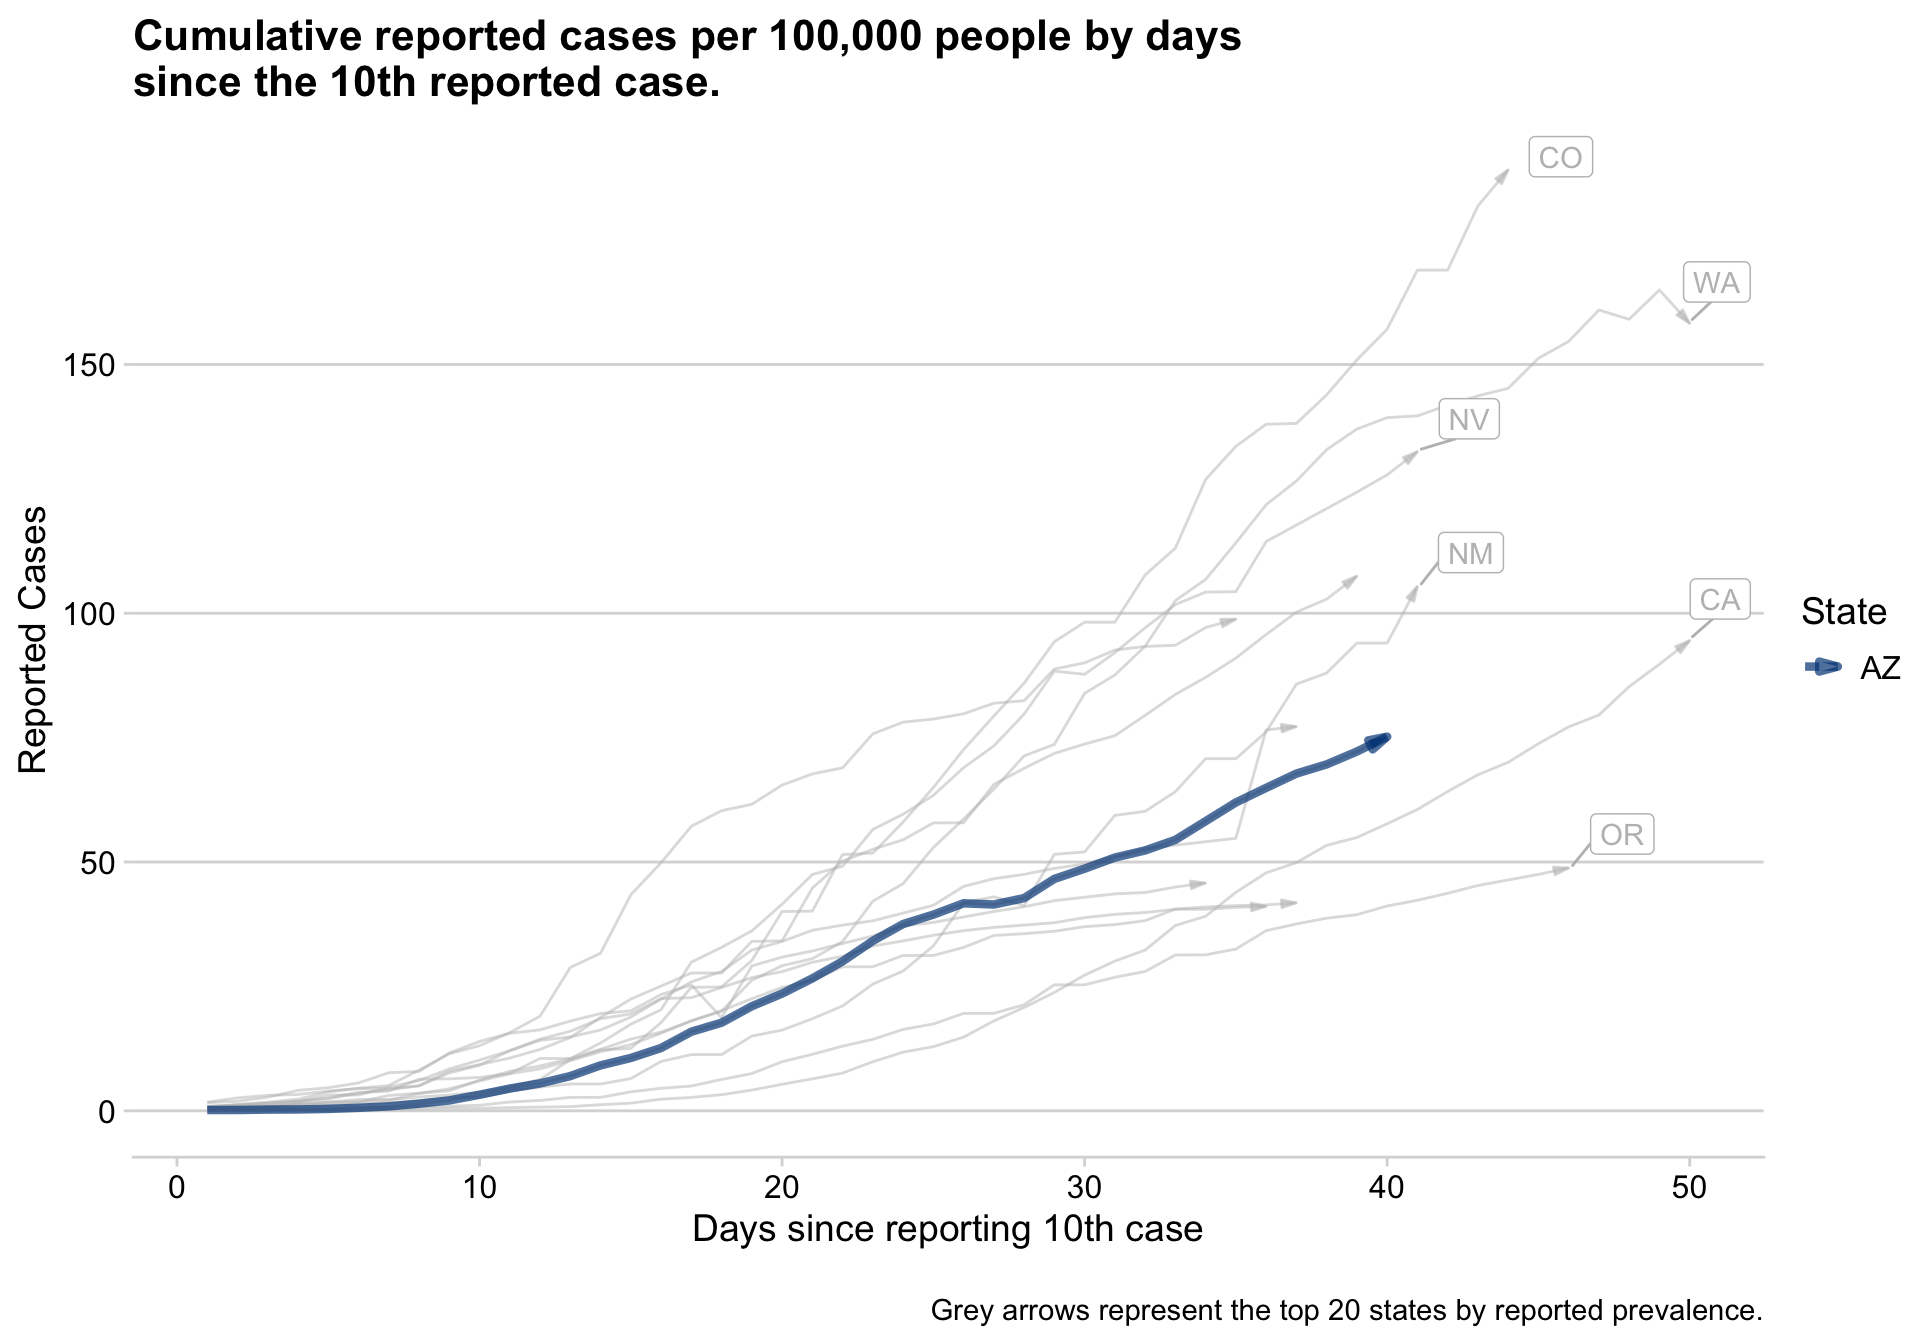 Cumulative reported cases per 100,000 people by days
since the 10th reported case.
CO
WA
150
NV
NM
100
CA
Reported Cases
State
AZ
50
OR
0
0 10 20 30 40 50
Days since reporting 10th case
Grey arrows represent the top 20 states by reported prevalence.